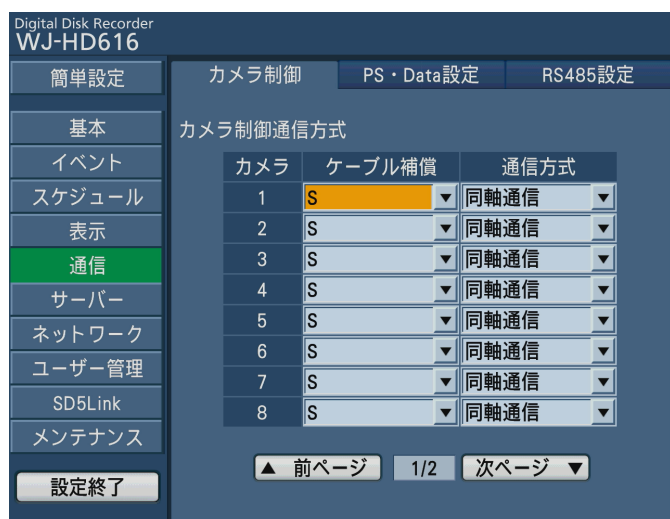 Digital Disk Recorder
WJ-HD616
簡単設定
基本
イベント
スケジュール
表示
通信
サーバー
ネットワーク
ユーザー管理
SD5Link
メンテナンス
設定終了
カメラ制御 PS・Data設定 RS485設定
カメラ制御通信方式
カメラ ケーブル補償 通信方式
1 S ▼ 同軸通信 ▼
2 S ▼ 同軸通信 ▼
3 S ▼ 同軸通信 ▼
4 S ▼ 同軸通信 ▼
5 S ▼ 同軸通信 ▼
6 S ▼ 同軸通信 ▼
7 S ▼ 同軸通信 ▼
8 S ▼ 同軸通信 ▼
▲ 前ページ 1/2 次ページ ▼